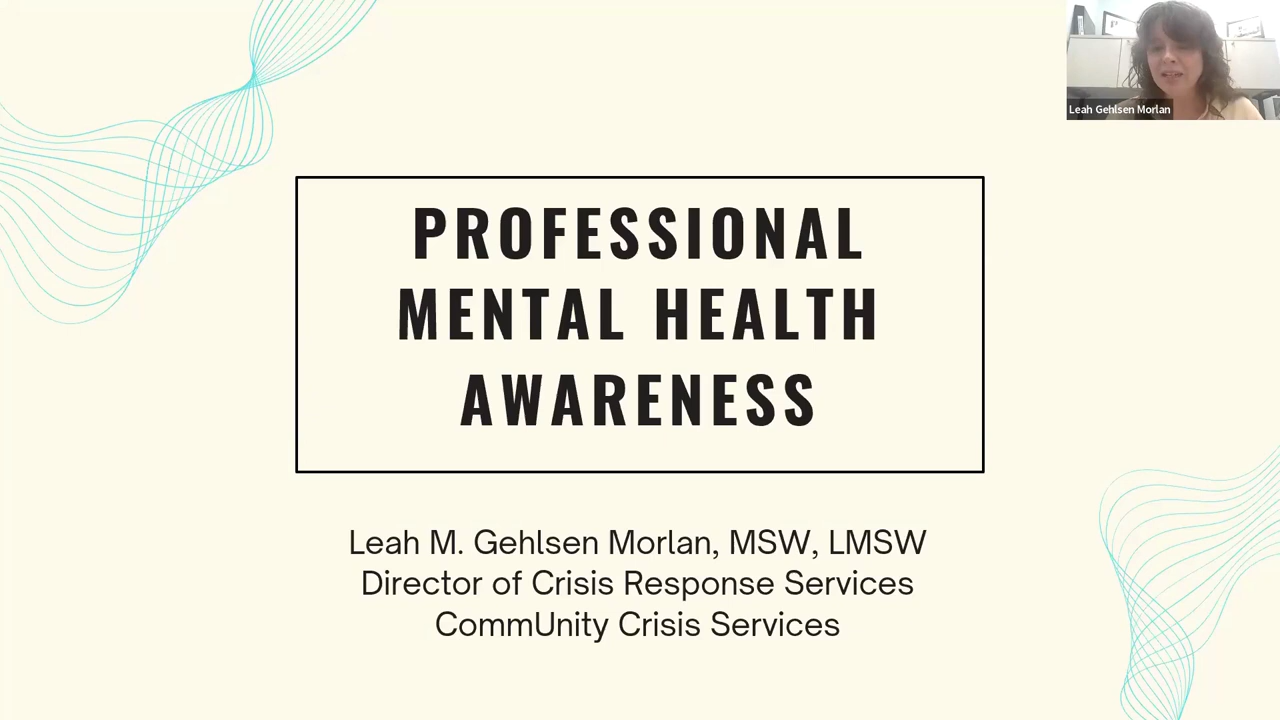 Leah Gehlsen Morlan
PROFESSIONAL
MENTAL HEALTH
AWARENESS
Leah M. Gehlsen Morlan, MSW, LMSW
Director of Crisis Response Services
CommUnity Crisis Services